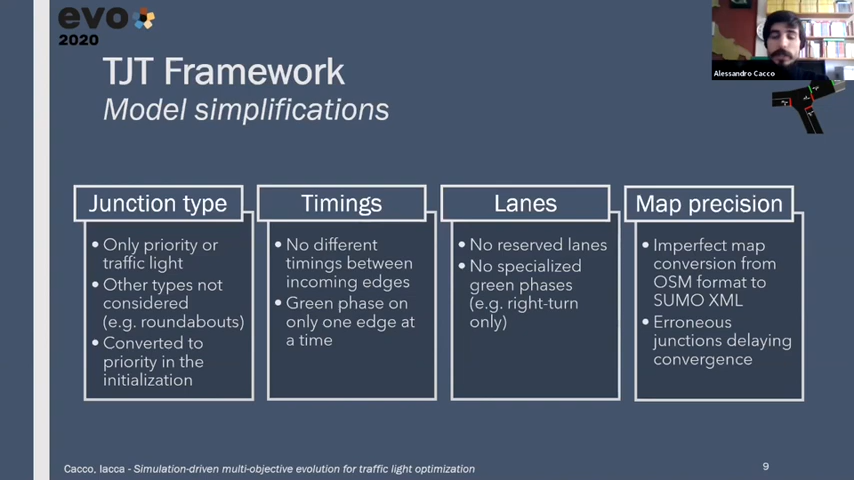 evo
2020
Alessandro Cacco
TJT Framework
Model simplifications
Junction type
• Only priority or
traffic light
• Other types not
considered
(e.g. roundabouts)
• Converted to
priority in the
initialization
Timings
• No different
timings between
incoming edges
• Green phase on
only one edge at
a time
Lanes
• No reserved lanes
• No specialized
green phases
(e.g. right-turn
only)
Map precision
• Imperfect map
conversion from
OSM format to
SUMO XML
• Erroneous
junctions delaying
convergence
Cacco, Iacca - Simulation-driven multi-objective evolution for traffic light optimization
9